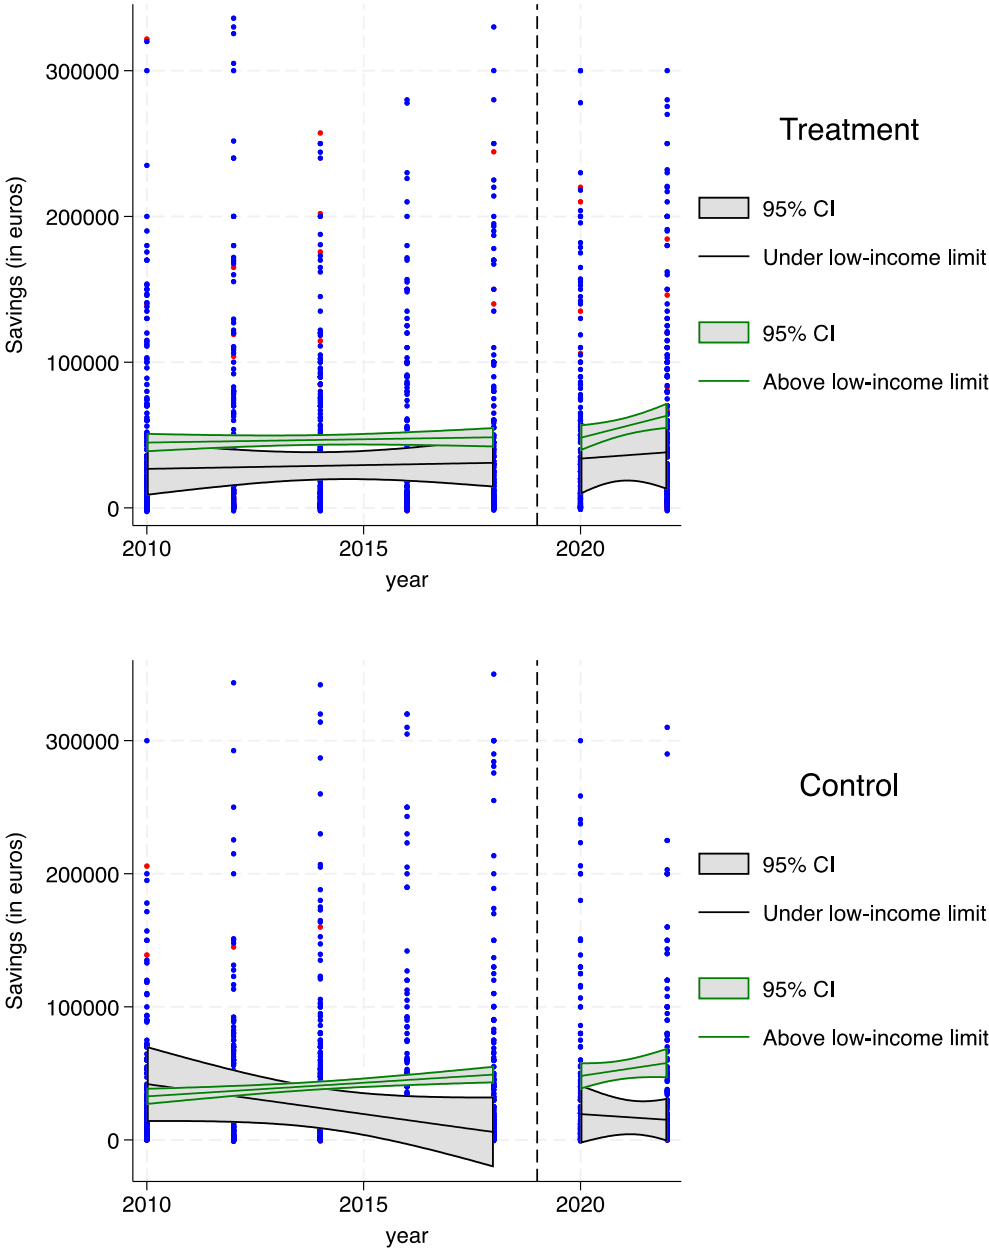 300000
200000
100000
0
Savings (in euros)
2010
2015
2020
year
Treatment
95% CI
Under low-income limit
95% CI
Above low-income limit
300000
200000
100000
0
Savings (in euros)
2010
2015
2020
year
Control
95% CI
Under low-income limit
95% CI
Above low-income limit